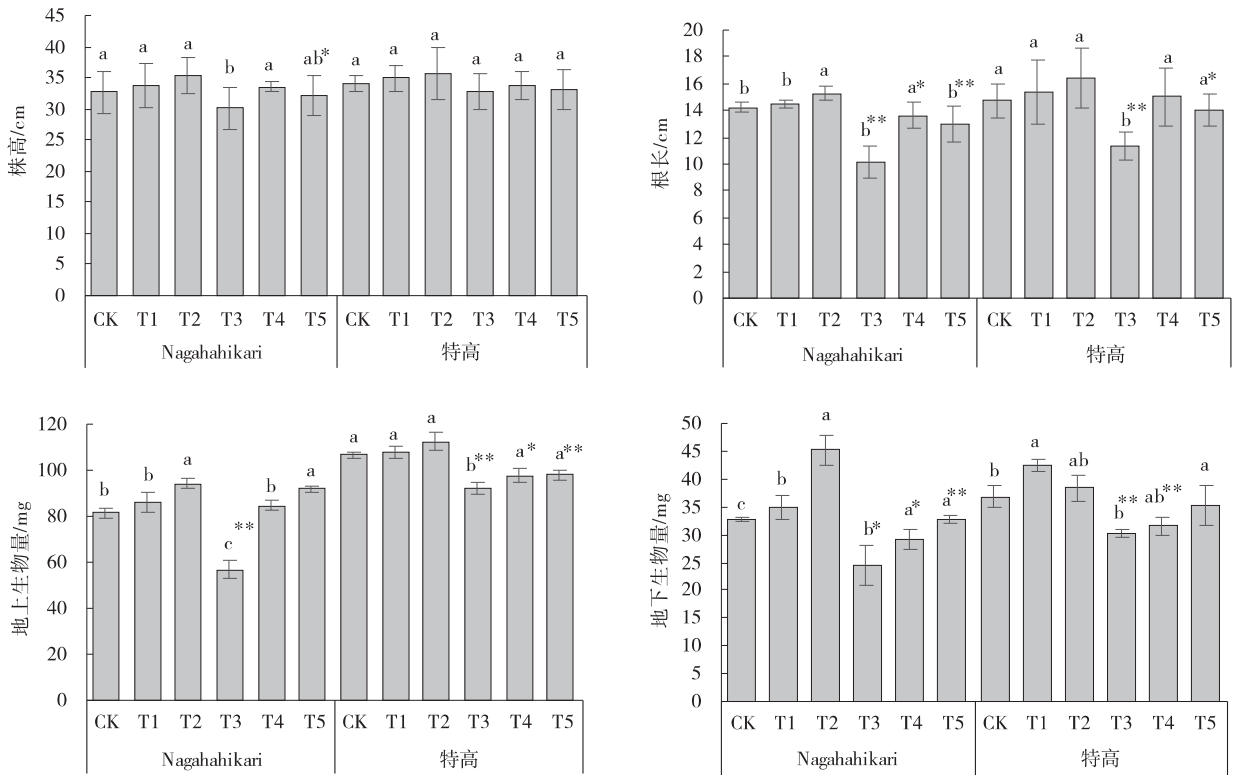 株高/cm
45
40
35
30
25
20
15
10
5
0
a a a b a ab* a a a a a a
CK T1 T2 T3 T4 T5 CK T1 T2 T3 T4 T5
Nagahahikari 特高
根长/cm
20
18
16
14
12
10
8
6
4
2
0
b b a b** a* b** a a a b** a a*
CK T1 T2 T3 T4 T5 CK T1 T2 T3 T4 T5
Nagahahikari 特高
地上生物量/mg
120
100
80
60
40
20
0
b b a c** b a a a a b** a* a**
CK T1 T2 T3 T4 T5 CK T1 T2 T3 T4 T5
Nagahahikari 特高
地下生物量/mg
50
45
40
35
30
25
20
15
10
5
0
c b a b* a* a** b a ab b** ab** a
CK T1 T2 T3 T4 T5 CK T1 T2 T3 T4 T5
Nagahahikari 特高